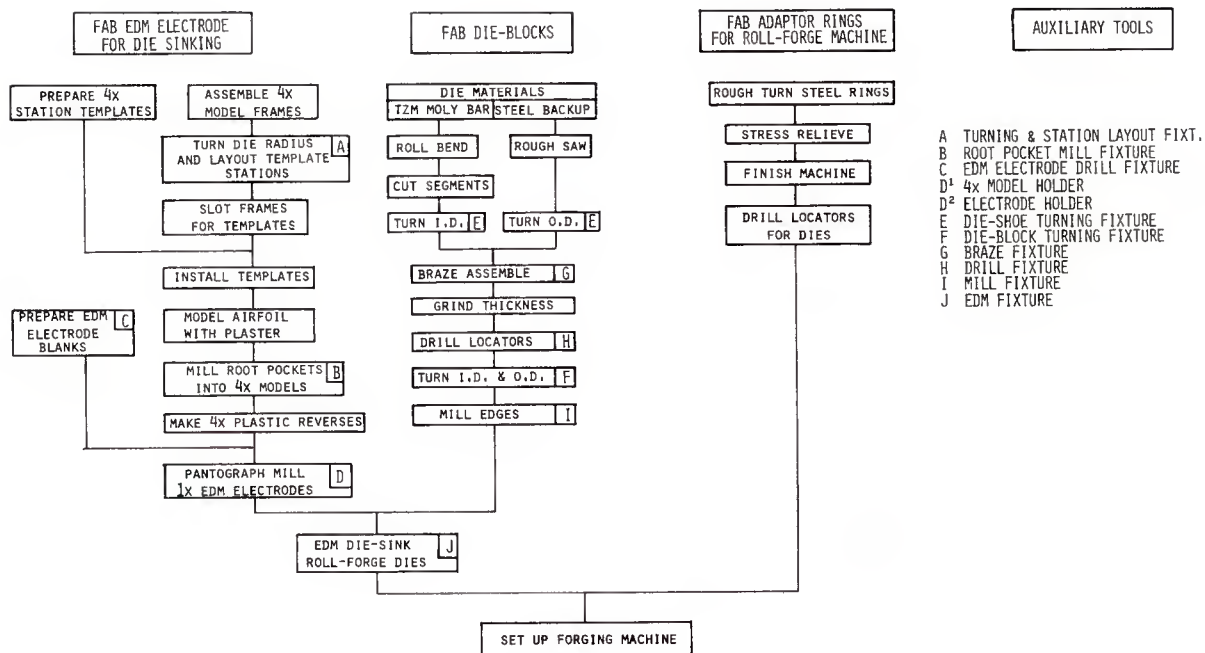 FAB EDM ELECTRODE
FOR DIE SINKING
FAB DIE-BLOCKS
FAB ADAPTOR RINGS
FOR ROLL-FORGE MACHINE
AUXILIARY TOOLS
PREPARE 4x
STATION TEMPLATES
ASSEMBLE 4x
MODEL FRAMES
TURN DIE RADIUS
AND LAYOUT TEMPLATE
STATIONS
A
SLOT FRAMES
FOR TEMPLATES
INSTALL TEMPLATES
PREPARE EDM
ELECTRODE
BLANKS
C
MODEL AIRFOIL
WITH PLASTER
MILL ROOT POCKETS
INTO 4x MODELS
B
MAKE 4x PLASTIC REVERSES
PANTOGRAPH MILL
1x EDM ELECTRODES
D
DIE MATERIALS
TZM MOLY BAR
STEEL BACKUP
ROLL BEND
ROUGH SAW
CUT SEGMENTS
TURN I.D. E
TURN O.D. E
BRAZE ASSEMBLE G
GRIND THICKNESS
DRILL LOCATORS H
TURN I.D. & O.D. F
MILL EDGES I
EDM DIE-SINK
ROLL-FORGE DIES
J
ROUGH TURN STEEL RINGS
STRESS RELIEVE
FINISH MACHINE
DRILL LOCATORS
FOR DIES
SET UP FORGING MACHINE
A TURNING & STATION LAYOUT FIXT.
B ROOT POCKET MILL FIXTURE
C EDM ELECTRODE DRILL FIXTURE
D¹ 4x MODEL HOLDER
D² ELECTRODE HOLDER
E DIE-SHOE TURNING FIXTURE
F DIE-BLOCK TURNING FIXTURE
G BRAZE FIXTURE
H DRILL FIXTURE
I MILL FIXTURE
J EDM FIXTURE